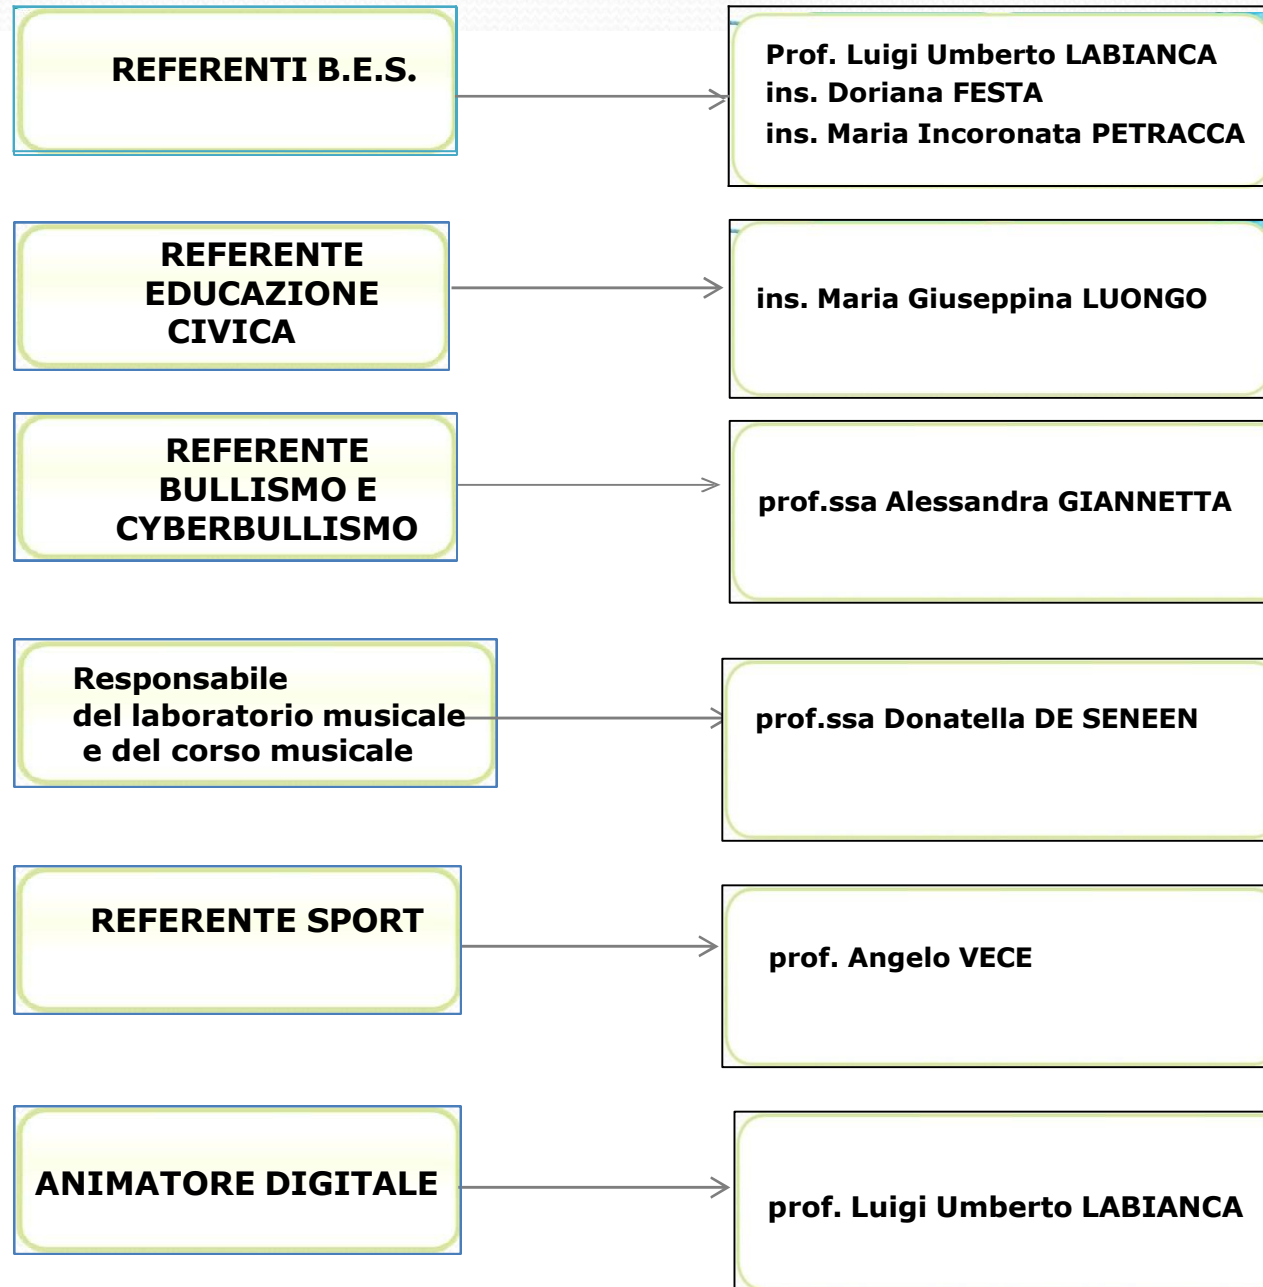 REFERENTI B.E.S.
Prof. Luigi Umberto LABIANCA
ins. Doriana FESTA
ins. Maria Incoronata PETRACCA
REFERENTE
EDUCAZIONE
CIVICA
ins. Maria Giuseppina LUONGO
REFERENTE
BULLISMO E
CYBERBULLISMO
prof.ssa Alessandra GIANNETTA
Responsabile
del laboratorio musicale
e del corso musicale
prof.ssa Donatella DE SENEEN
REFERENTE SPORT
prof. Angelo VECE
ANIMATORE DIGITALE
prof. Luigi Umberto LABIANCA